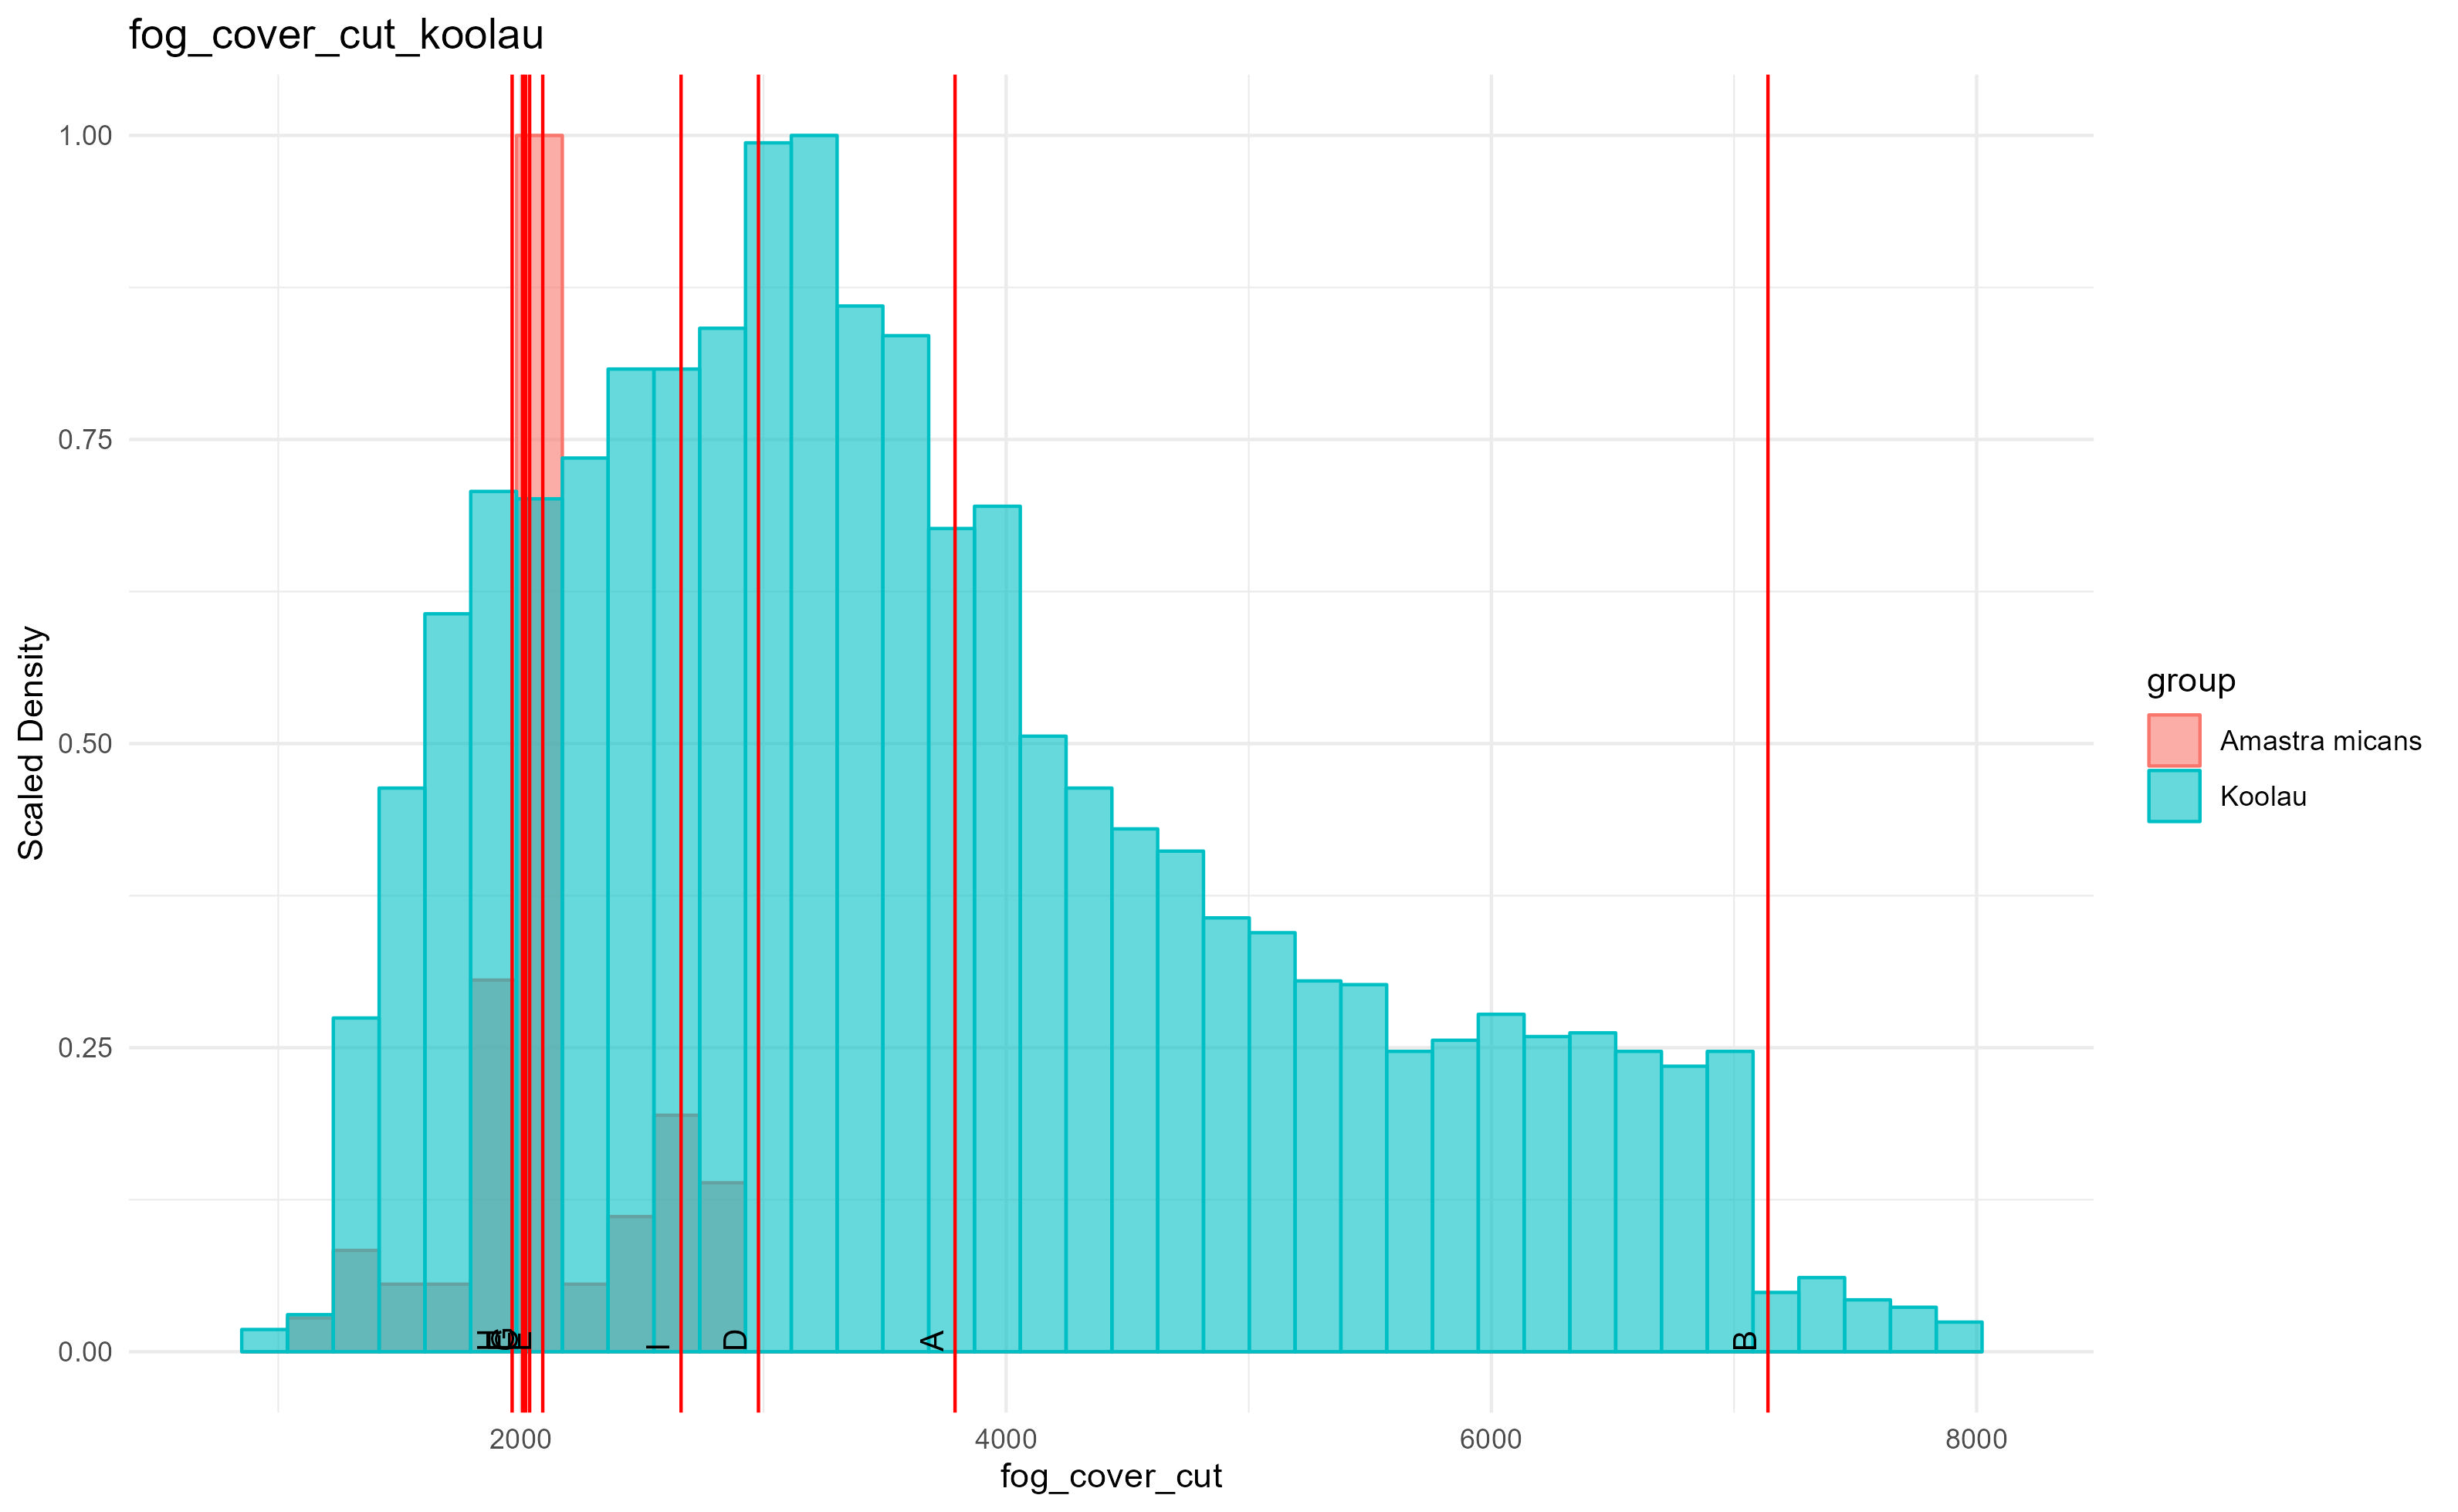 fog_cover_cut_koolau
1.00
0.75
0.50
0.25
0.00
Scaled Density
I
D
A
B
2000
4000
6000
8000
fog_cover_cut
group
Amastra micans
Koolau